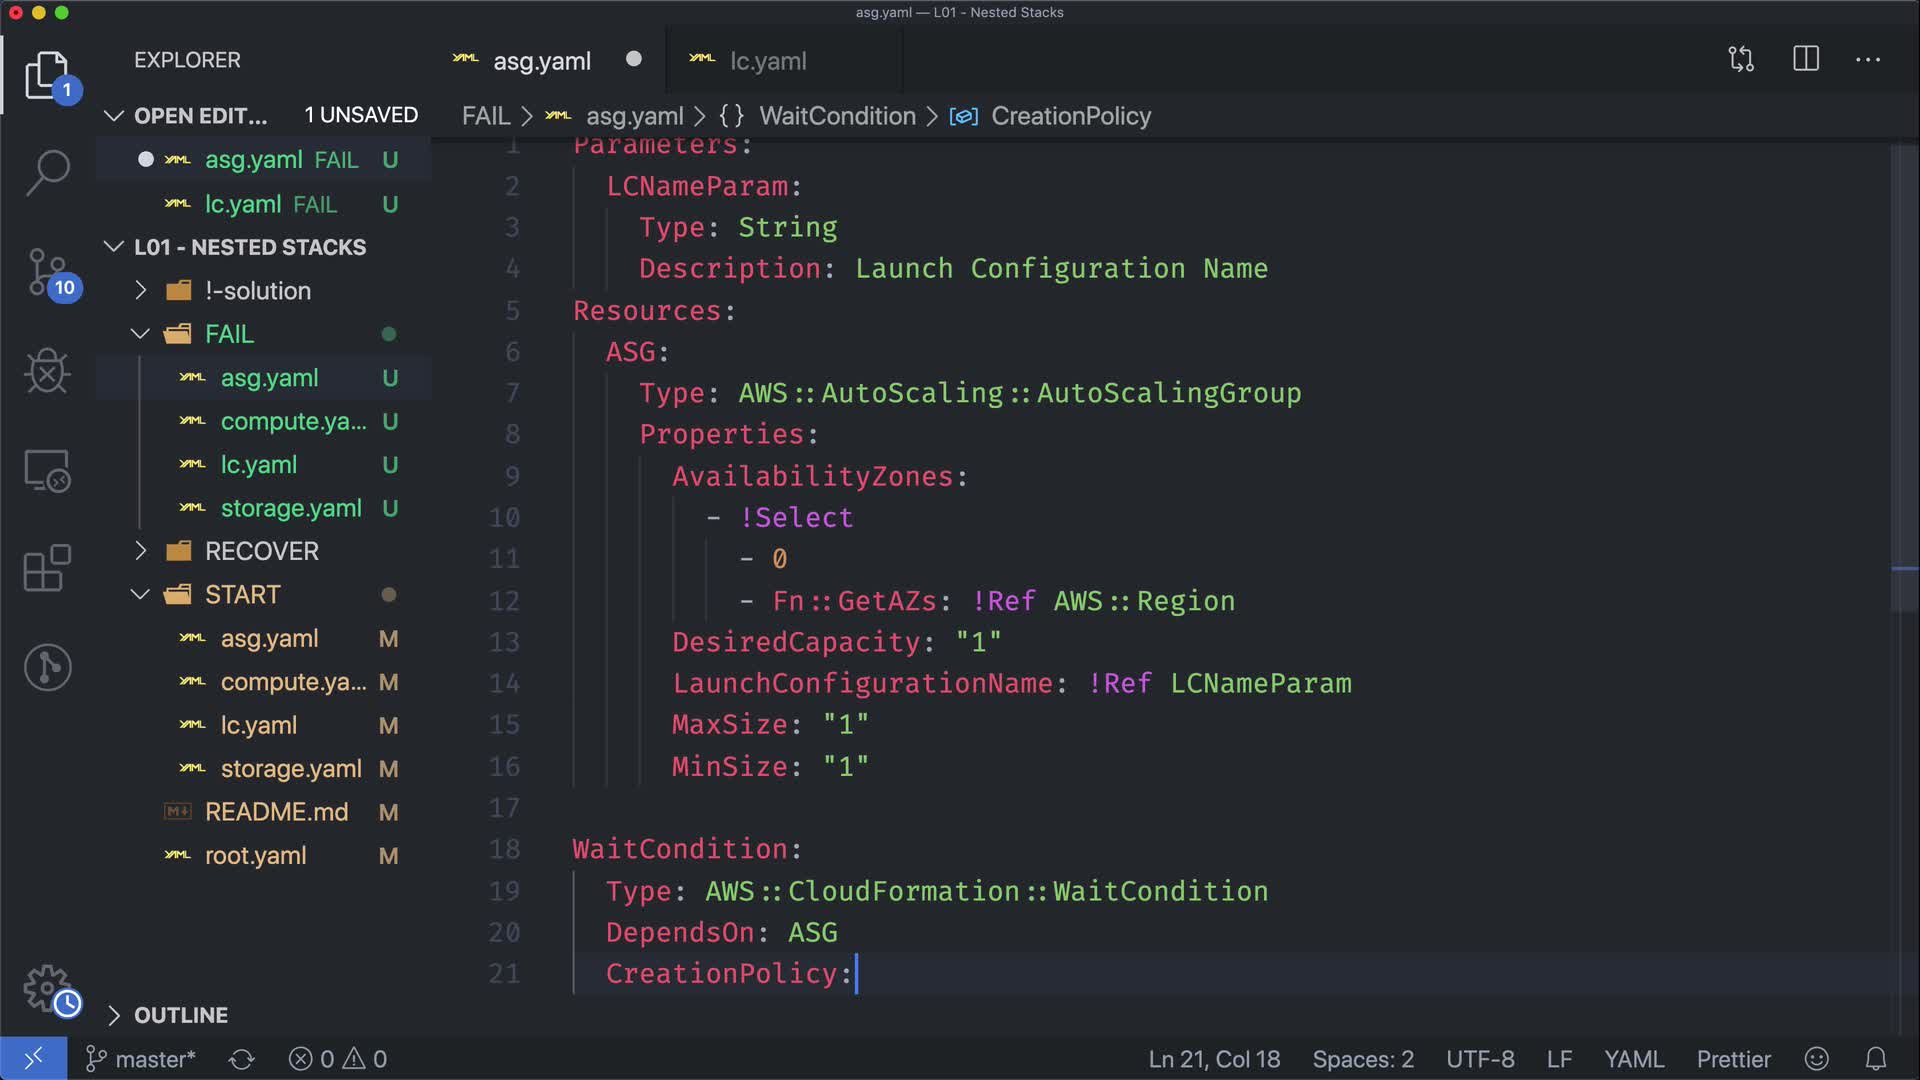 asg.yaml — L01 - Nested Stacks
EXPLORER
1
OPEN EDIT... 1 UNSAVED
asg.yaml FAIL U
lc.yaml FAIL U
L01 - NESTED STACKS
!-solution
FAIL
asg.yaml U
compute.ya... U
lc.yaml U
storage.yaml U
RECOVER
START
asg.yaml M
compute.ya... M
lc.yaml M
storage.yaml M
README.md M
root.yaml M
OUTLINE
10
asg.yaml
lc.yaml
FAIL > asg.yaml > {} WaitCondition > CreationPolicy
1 Parameters:
2 LCNameParam:
3 Type: String
4 Description: Launch Configuration Name
5 Resources:
6 ASG:
7 Type: AWS::AutoScaling::AutoScalingGroup
8 Properties:
9 AvailabilityZones:
10 - !Select
11 - 0
12 - Fn::GetAZs: !Ref AWS::Region
13 DesiredCapacity: "1"
14 LaunchConfigurationName: !Ref LCNameParam
15 MaxSize: "1"
16 MinSize: "1"
17
18 WaitCondition:
19 Type: AWS::CloudFormation::WaitCondition
20 DependsOn: ASG
21 CreationPolicy:
master* 0 0 Ln 21, Col 18 Spaces: 2 UTF-8 LF YAML Prettier